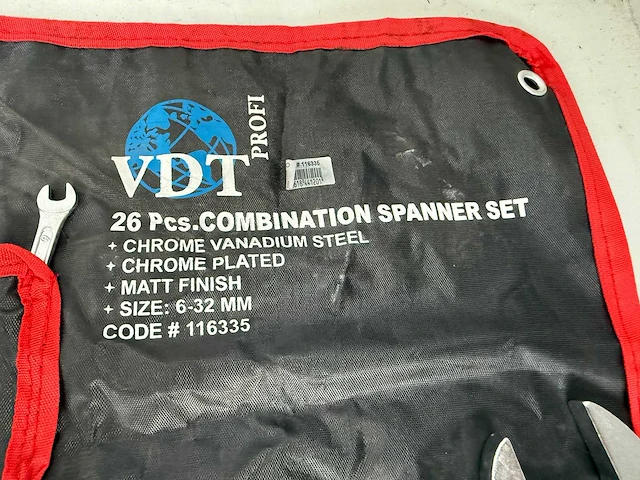 VDT PROFI
# 116335
26 Pcs.COMBINATION SPANNER SET
+ CHROME VANADIUM STEEL
+ CHROME PLATED
+ MATT FINISH
+ SIZE: 6-32 MM
CODE # 116335